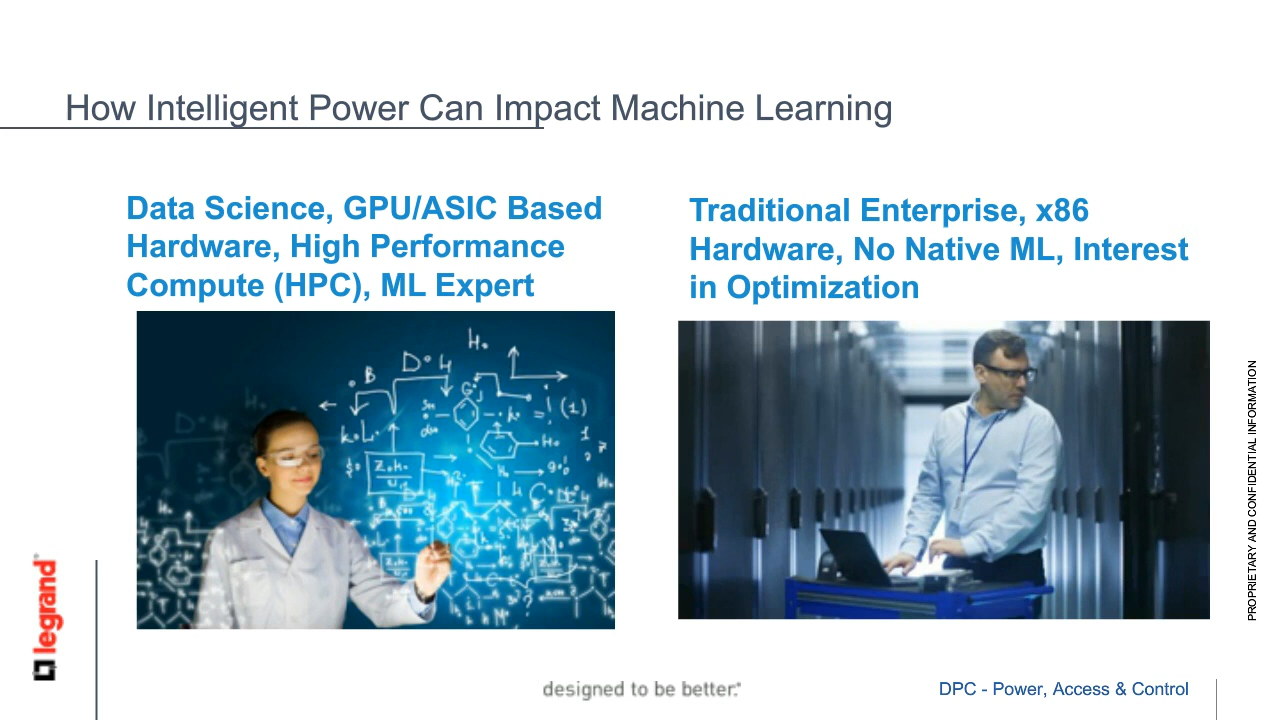 How Intelligent Power Can Impact Machine Learning
Data Science, GPU/ASIC Based
Hardware, High Performance
Compute (HPC), ML Expert
Traditional Enterprise, x86
Hardware, No Native ML, Interest
in Optimization
PROPRIETARY AND CONFIDENTIAL INFORMATION
legrand®
designed to be better.™
DPC - Power, Access & Control